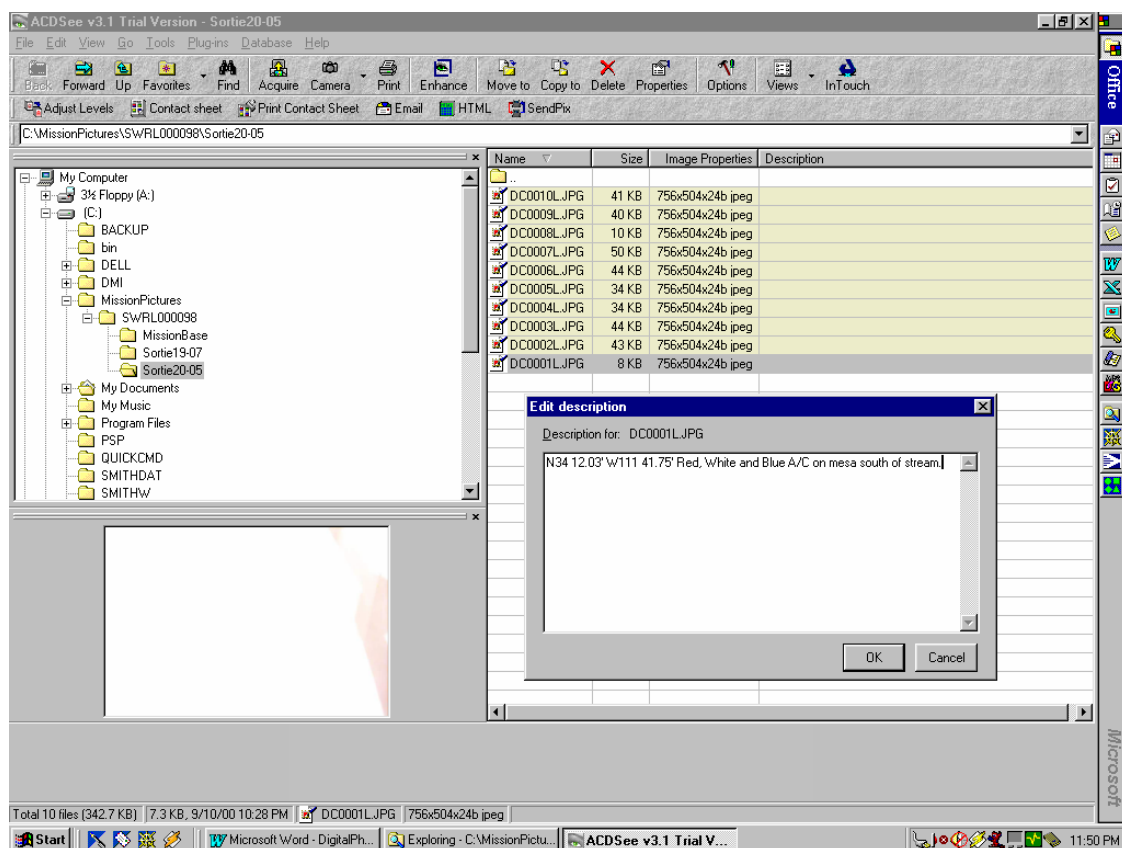 ACDSee v3.1 Trial Version - Sortie20-05
File Edit View Go Tools Plug-ins Database Help
Back Forward Up Favorites Find Acquire Camera Print Enhance Move to Copy to Delete Properties Options Views InTouch
Adjust Levels Contact sheet Print Contact Sheet Email HTML SendPix
C:\MissionPictures\SWRL000098\Sortie20-05
My Computer
3½ Floppy (A:)
(C:)
BACKUP
bin
DELL
DMI
MissionPictures
SWRL000098
MissionBase
Sortie19-07
Sortie20-05
My Documents
My Music
Program Files
PSP
QUICKCMD
SMITHDAT
SMITHW
Name Size Image Properties Description
..
DC0010L.JPG 41 KB 756x504x24b jpeg
DC0009L.JPG 40 KB 756x504x24b jpeg
DC0008L.JPG 10 KB 756x504x24b jpeg
DC0007L.JPG 50 KB 756x504x24b jpeg
DC0006L.JPG 44 KB 756x504x24b jpeg
DC0005L.JPG 34 KB 756x504x24b jpeg
DC0004L.JPG 34 KB 756x504x24b jpeg
DC0003L.JPG 44 KB 756x504x24b jpeg
DC0002L.JPG 43 KB 756x504x24b jpeg
DC0001L.JPG 8 KB 756x504x24b jpeg
Edit description
Description for: DC0001L.JPG
N34 12.03' W111 41.75' Red, White and Blue A/C on mesa south of stream.
OK Cancel
Office
Microsoft
Total 10 files (342.7 KB) 7.3 KB, 9/10/00 10:28 PM DC0001L.JPG 756x504x24b jpeg
Start Microsoft Word - DigitalPh... Exploring - C:\MissionPictu... ACDSee v3.1 Trial V... 11:50 PM